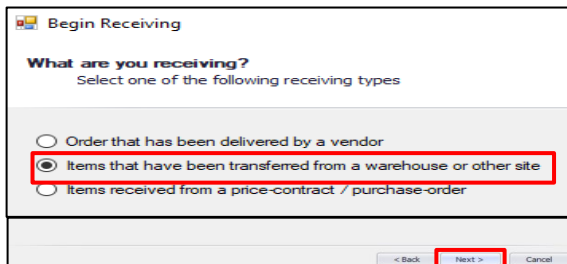 Begin Receiving
What are you receiving?
Select one of the following receiving types
Order that has been delivered by a vendor
Items that have been transferred from a warehouse or other site
Items received from a price-contract / purchase-order
< Back Next > Cancel